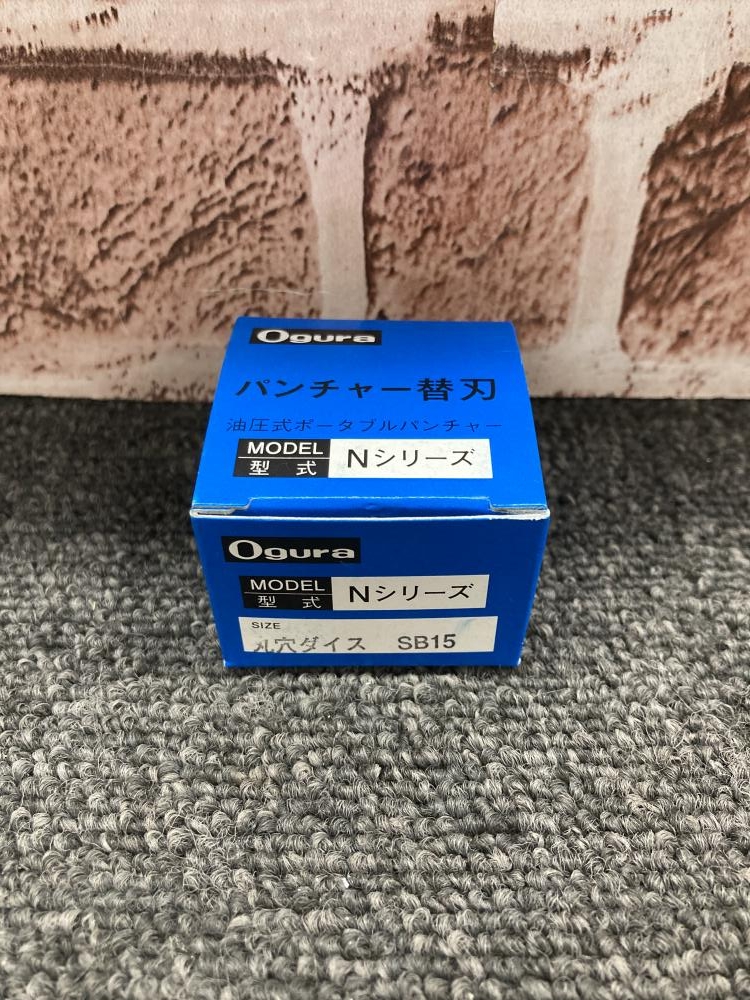 Ogura
パンチャー替刃
油圧式ポータブルパンチャー
MODEL
型式 Nシリーズ
Ogura
MODEL
型式 Nシリーズ
SIZE
丸穴ダイス SB15